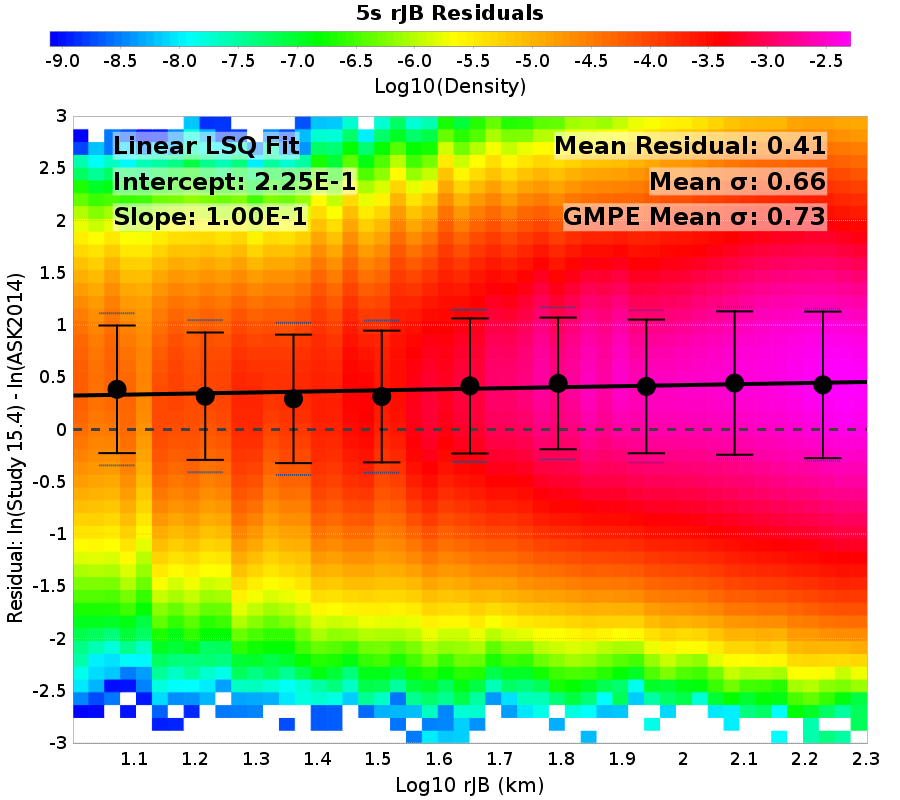 5s rJB Residuals
-9.0 -8.5 -8.0 -7.5 -7.0 -6.5 -6.0 -5.5 -5.0 -4.5 -4.0 -3.5 -3.0 -2.5
Log10(Density)
Linear LSQ Fit
Intercept: 2.25E-1
Slope: 1.00E-1
Mean Residual: 0.41
Mean σ: 0.66
GMPE Mean σ: 0.73
Residual: ln(Study 15.4) - ln(ASK2014)
3
2.5
2
1.5
1
0.5
0
-0.5
-1
-1.5
-2
-2.5
-3
1.1 1.2 1.3 1.4 1.5 1.6 1.7 1.8 1.9 2 2.1 2.2 2.3
Log10 rJB (km)